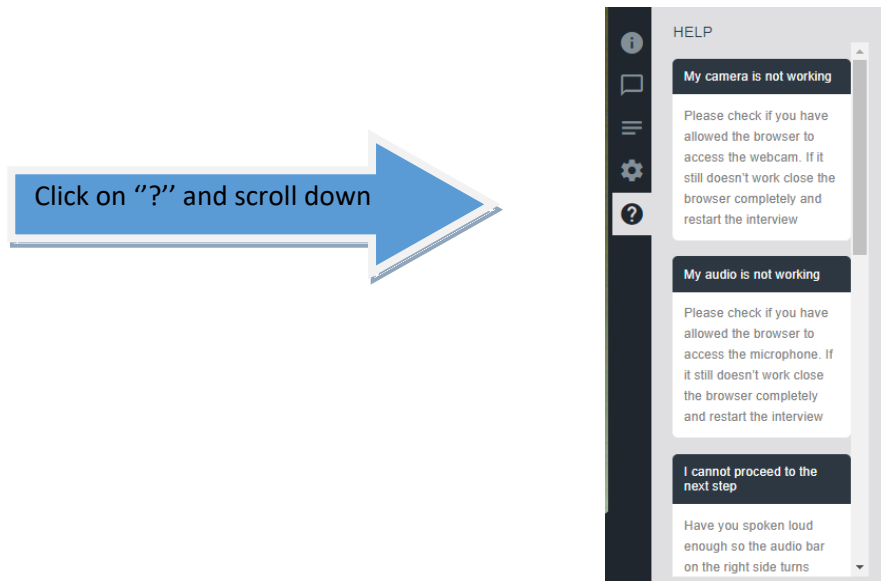 Click on ‘’?’’ and scroll down
HELP
My camera is not working
Please check if you have
allowed the browser to
access the webcam. If it
still doesn't work close the
browser completely and
restart the interview
My audio is not working
Please check if you have
allowed the browser to
access the microphone. If
it still doesn't work close
the browser completely
and restart the interview
I cannot proceed to the
next step
Have you spoken loud
enough so the audio bar
on the right side turns